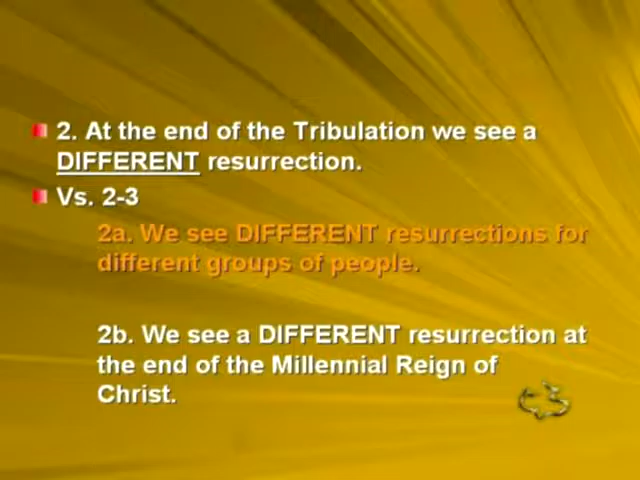 2. At the end of the Tribulation we see a
DIFFERENT resurrection.
Vs. 2-3
2a. We see DIFFERENT resurrections for
different groups of people.
2b. We see a DIFFERENT resurrection at
the end of the Millennial Reign of
Christ.